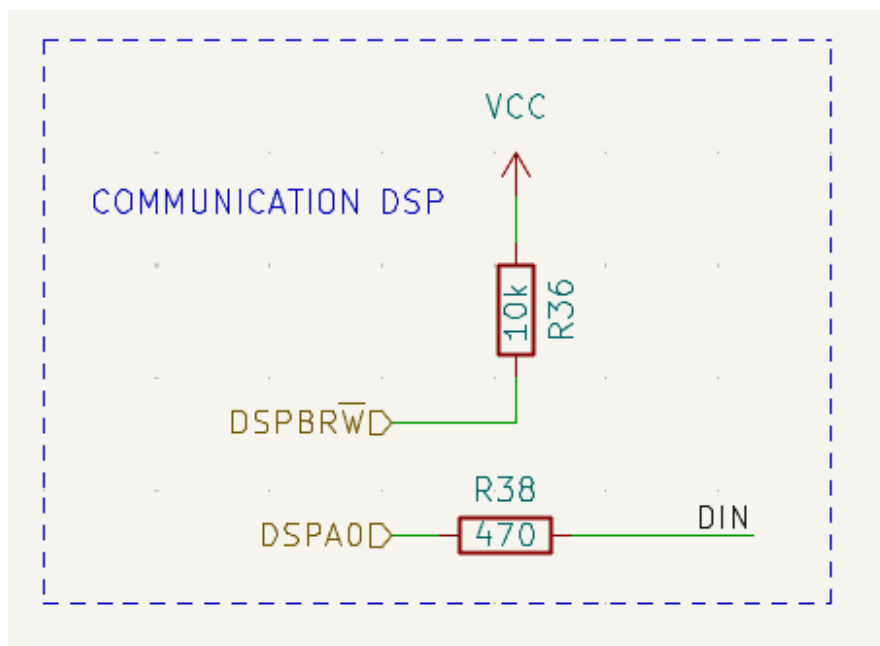 VCC
COMMUNICATION DSP
10k
R36
DSPBRW̅
R38
DSPA0
470
DIN